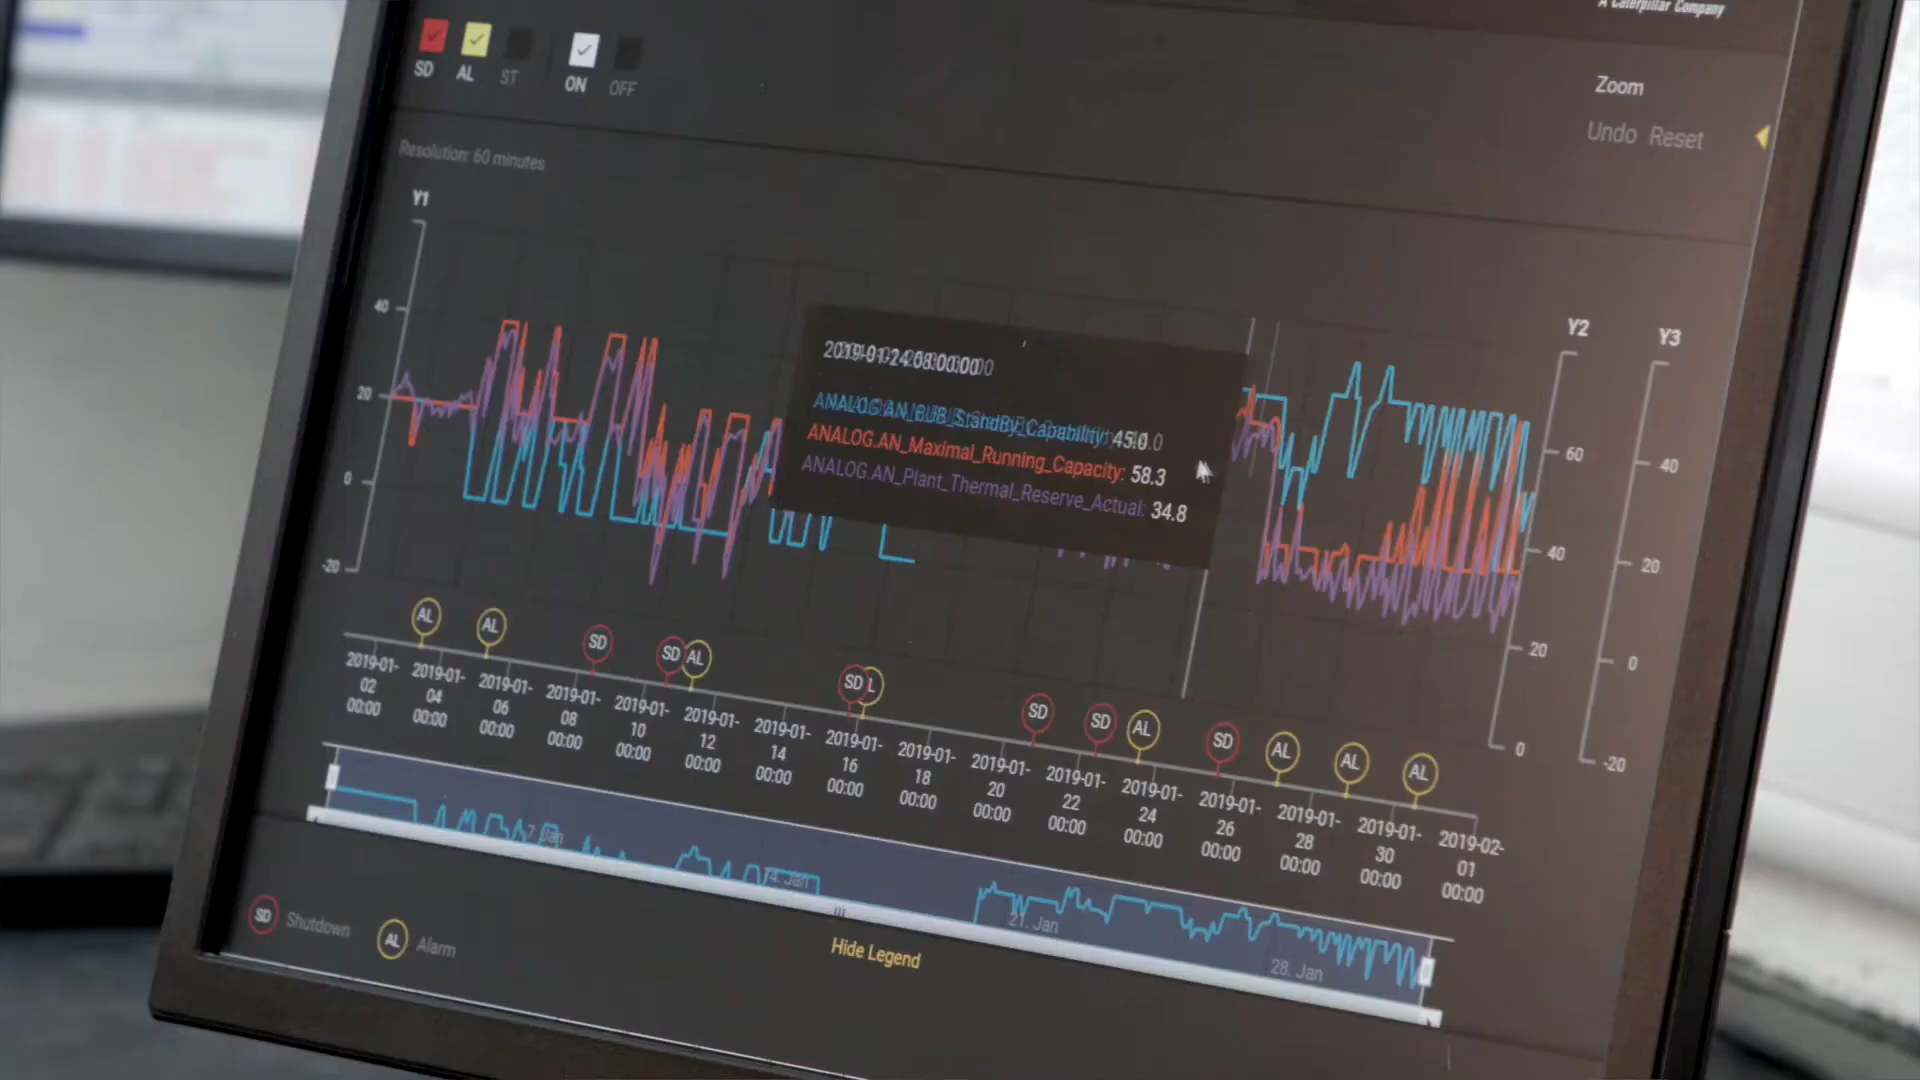 A Caterpillar Company
SD AL ST ON OFF
Zoom
Undo Reset
Resolution: 60 minutes
Y1
40
20
0
-20
Y2
60
40
20
0
Y3
40
20
0
-20
ANALOG.AN_Maximal_Running_Capacity: 58.3
ANALOG.AN_Plant_Thermal_Reserve_Actual: 34.8
AL AL SD SD AL SD L SD SD AL SD AL AL AL
2019-01-02 00:00
2019-01-04 00:00
2019-01-06 00:00
2019-01-08 00:00
2019-01-10 00:00
2019-01-12 00:00
2019-01-14 00:00
2019-01-16 00:00
2019-01-18 00:00
2019-01-20 00:00
2019-01-22 00:00
2019-01-24 00:00
2019-01-26 00:00
2019-01-28 00:00
2019-01-30 00:00
2019-02-01 00:00
7. Jan
14. Jan
21. Jan
28. Jan
SD Shutdown AL Alarm
Hide Legend